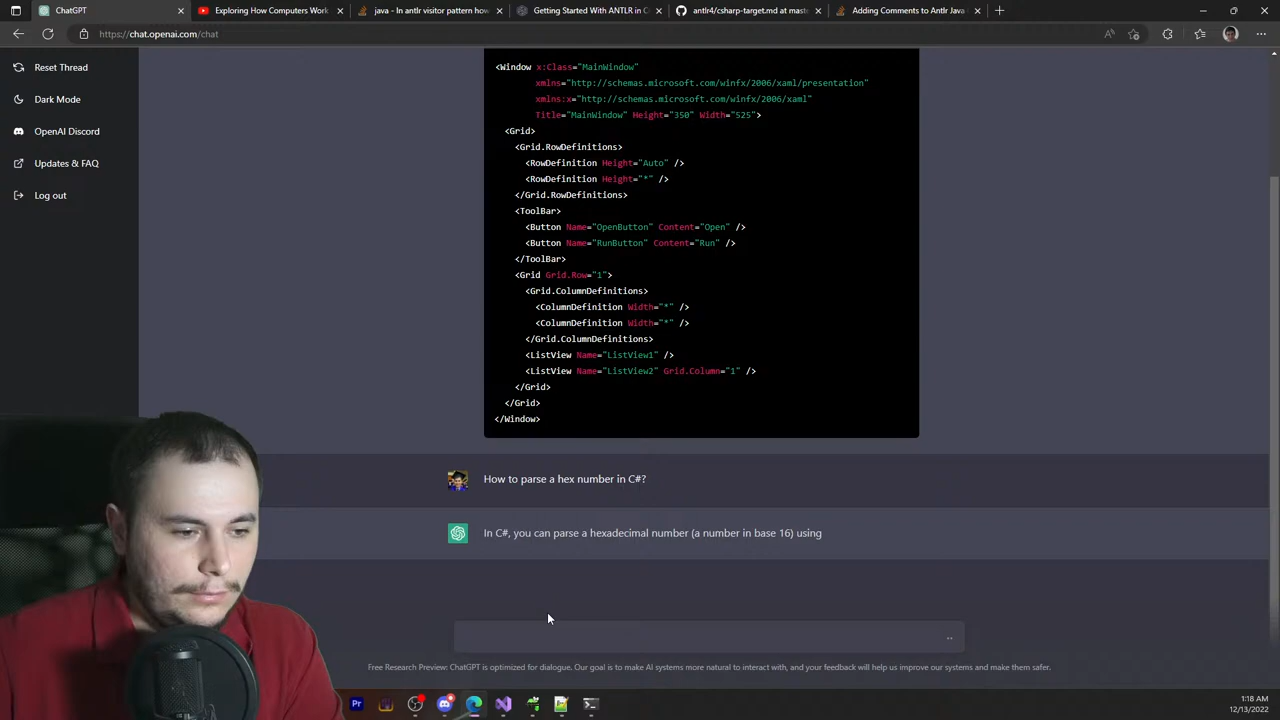 ChatGPT
Exploring How Computers Work
java - In antlr visitor pattern how
Getting Started With ANTLR in C
antlr4/csharp-target.md at mast
Adding Comments to Antlr Java
https://chat.openai.com/chat
Reset Thread
Dark Mode
OpenAI Discord
Updates & FAQ
Log out
<Window x:Class="MainWindow"
xmlns="http://schemas.microsoft.com/winfx/2006/xaml/presentation"
xmlns:x="http://schemas.microsoft.com/winfx/2006/xaml"
Title="MainWindow" Height="350" Width="525">
<Grid>
<Grid.RowDefinitions>
<RowDefinition Height="Auto" />
<RowDefinition Height="*" />
</Grid.RowDefinitions>
<ToolBar>
<Button Name="OpenButton" Content="Open" />
<Button Name="RunButton" Content="Run" />
</ToolBar>
<Grid Grid.Row="1">
<Grid.ColumnDefinitions>
<ColumnDefinition Width="*" />
<ColumnDefinition Width="*" />
</Grid.ColumnDefinitions>
<ListView Name="ListView1" />
<ListView Name="ListView2" Grid.Column="1" />
</Grid>
</Grid>
</Window>
How to parse a hex number in C#?
In C#, you can parse a hexadecimal number (a number in base 16) using
Free Research Preview: ChatGPT is optimized for dialogue. Our goal is to make AI systems more natural to interact with, and your feedback will help us improve our systems and make them safer.
Pr
1:18 AM
12/13/2022